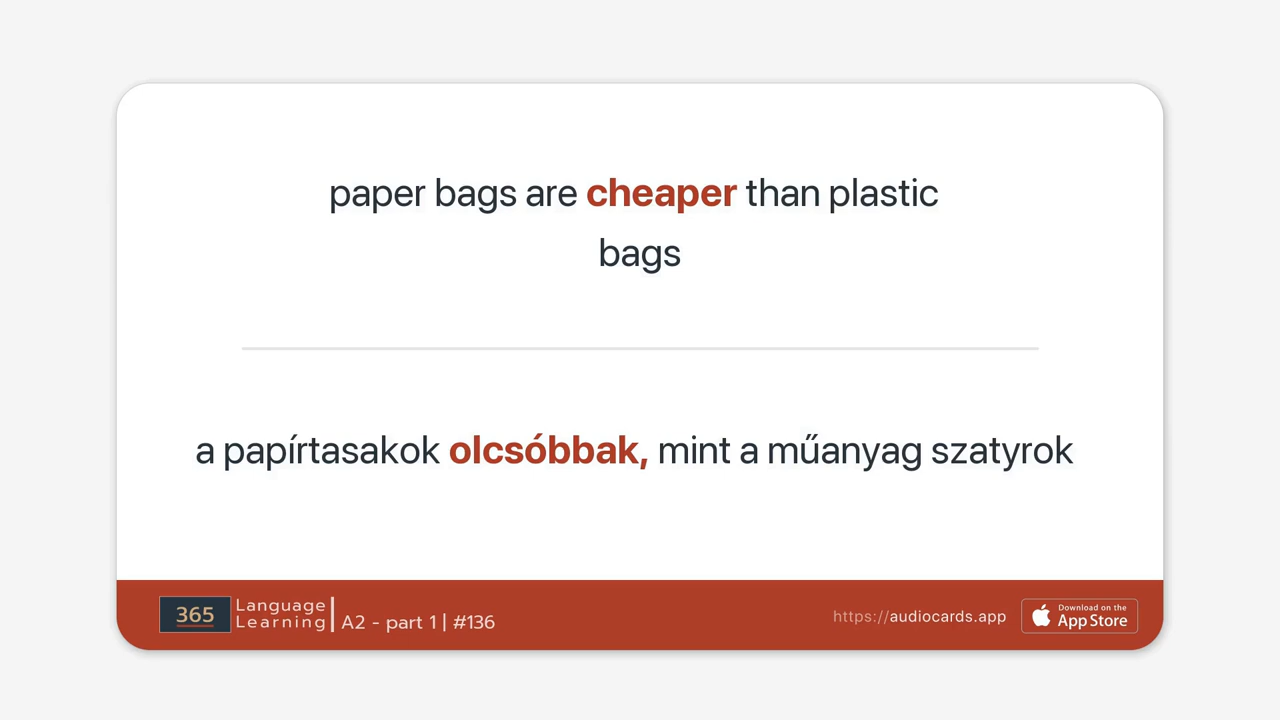 paper bags are cheaper than plastic
bags
a papírtasakok olcsóbbak, mint a műanyag szatyrok
365 Language
Learning
A2 - part 1 | #136
https://audiocards.app
Download on the
App Store